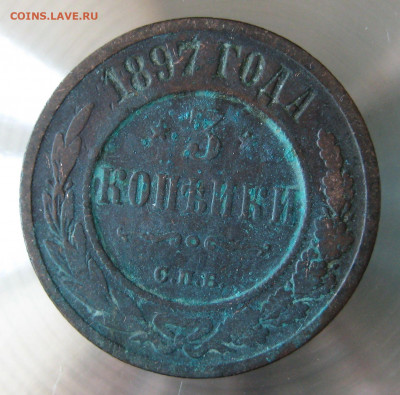 COINS.LAVE.RU
1897 ГОДА
3
КОПѢЙКИ
С.П.Б.